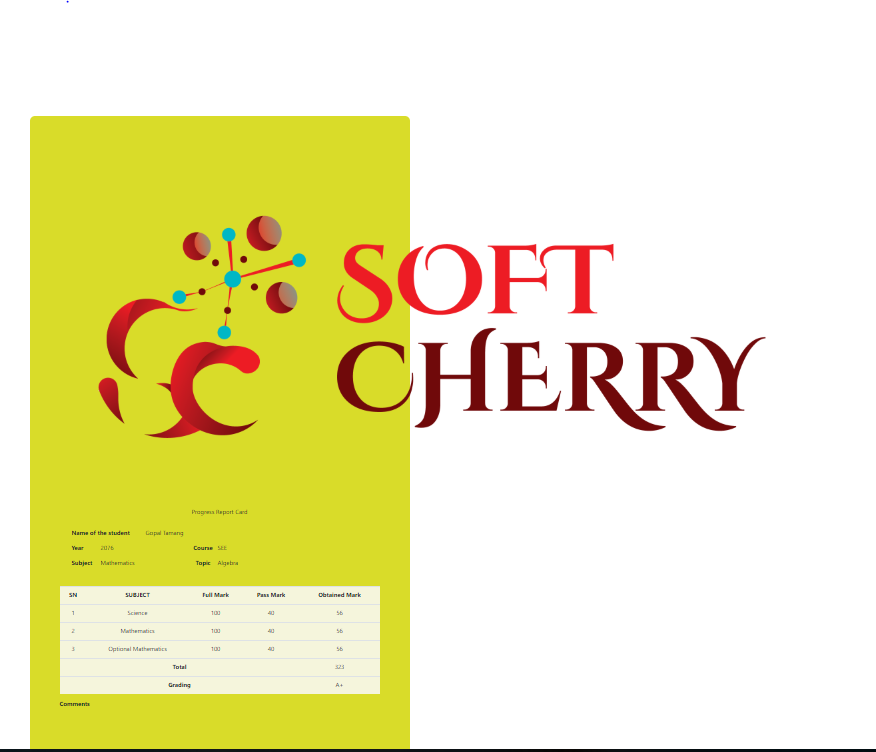 SOFT
CHERRY
Progress Report Card
Name of the student Gopal Tamang
Year 2076 Course SEE
Subject Mathematics Topic Algebra
SN SUBJECT Full Mark Pass Mark Obtained Mark
1 Science 100 40 56
2 Mathematics 100 40 56
3 Optional Mathematics 100 40 56
Total 323
Grading A+
Comments